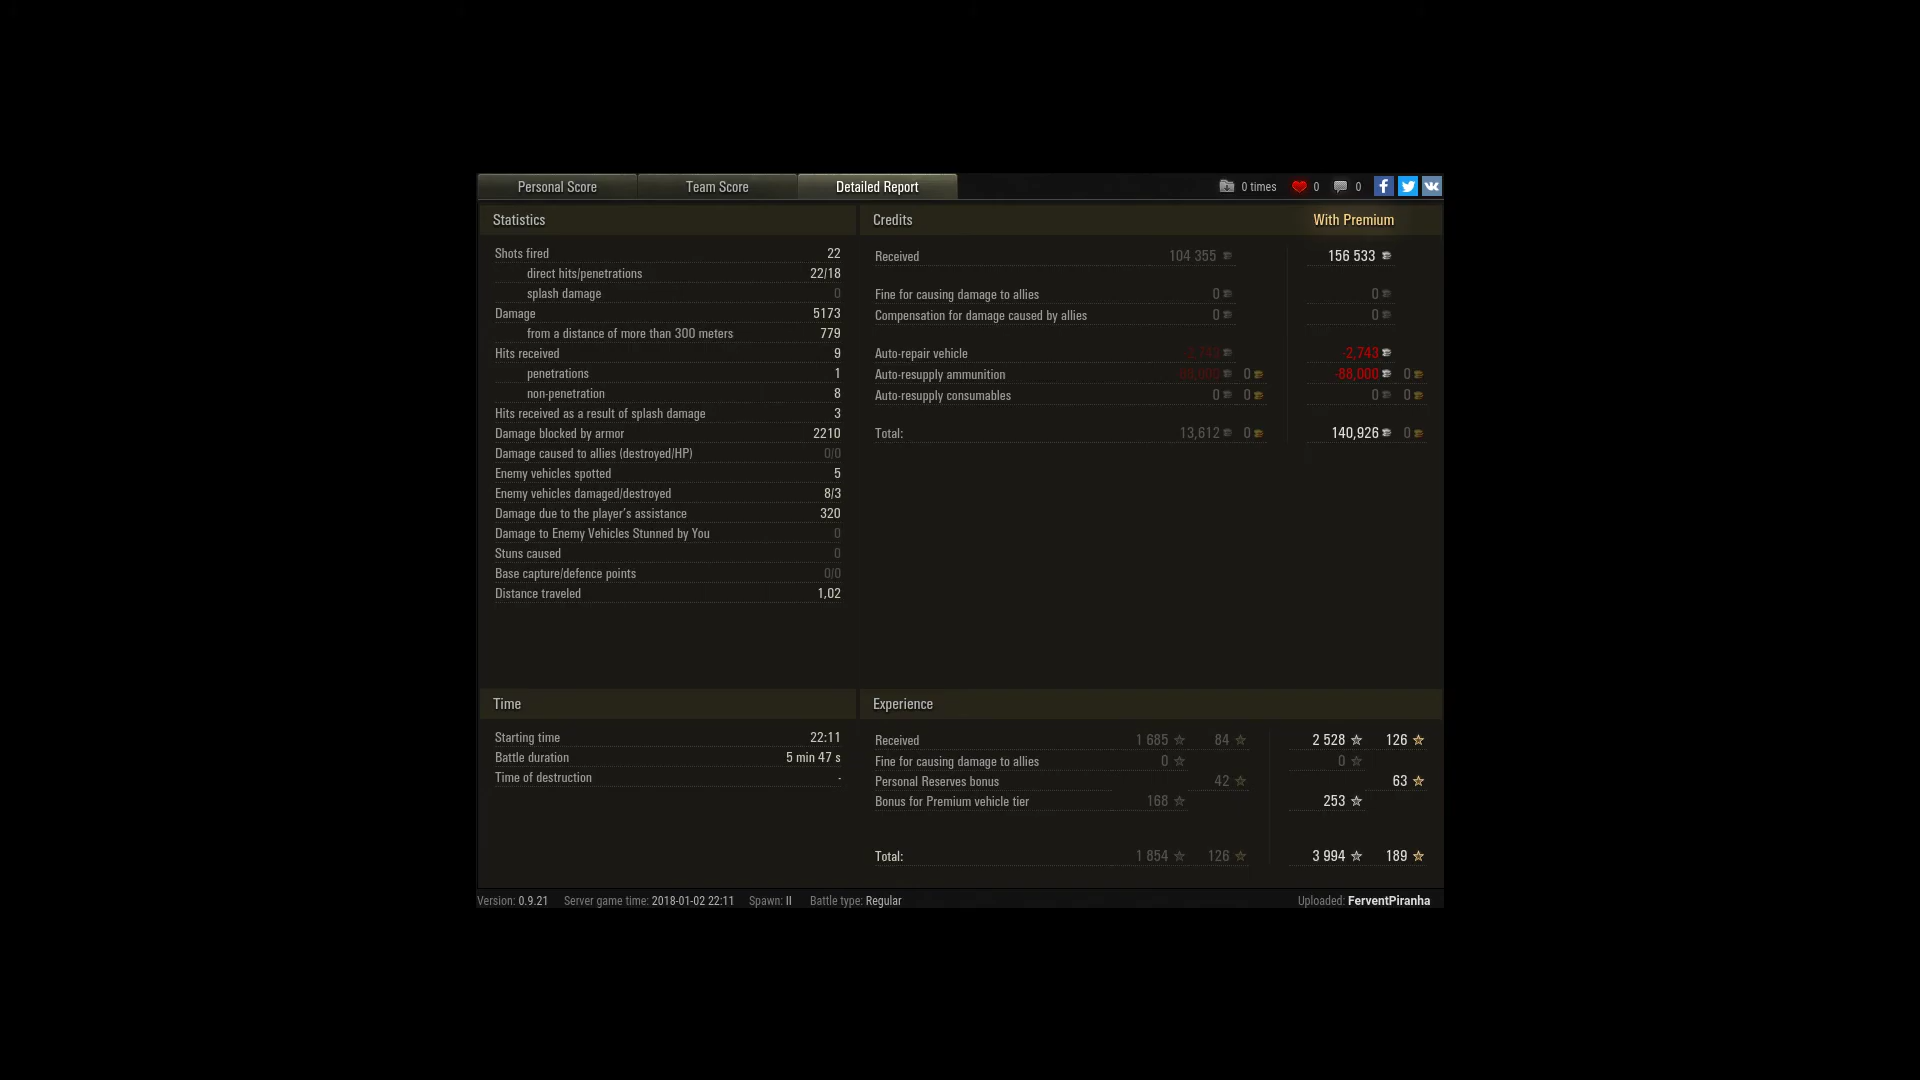 Personal Score Team Score Detailed Report 0 times 0 0
Statistics
Shots fired 22
direct hits/penetrations 22/18
splash damage 0
Damage 5173
from a distance of more than 300 meters 779
Hits received 9
penetrations 1
non-penetration 8
Hits received as a result of splash damage 3
Damage blocked by armor 2210
Damage caused to allies (destroyed/HP) 0/0
Enemy vehicles spotted 5
Enemy vehicles damaged/destroyed 8/3
Damage due to the player's assistance 320
Damage to Enemy Vehicles Stunned by You 0
Stuns caused 0
Base capture/defence points 0/0
Distance traveled 1,02
Credits With Premium
Received 104 355 156 533
Fine for causing damage to allies 0 0
Compensation for damage caused by allies 0 0
Auto-repair vehicle -2,743 -2,743
Auto-resupply ammunition -88,000 0 -88,000 0
Auto-resupply consumables 0 0 0 0
Total: 13,612 0 140,926 0
Time
Starting time 22:11
Battle duration 5 min 47 s
Time of destruction -
Experience
Received 1 685 84 2 528 126
Fine for causing damage to allies 0 0
Personal Reserves bonus 42 63
Bonus for Premium vehicle tier 168 253
Total: 1 854 126 3 994 189
Version: 0.9.21 Server game time: 2018-01-02 22:11 Spawn: II Battle type: Regular Uploaded: FerventPiranha